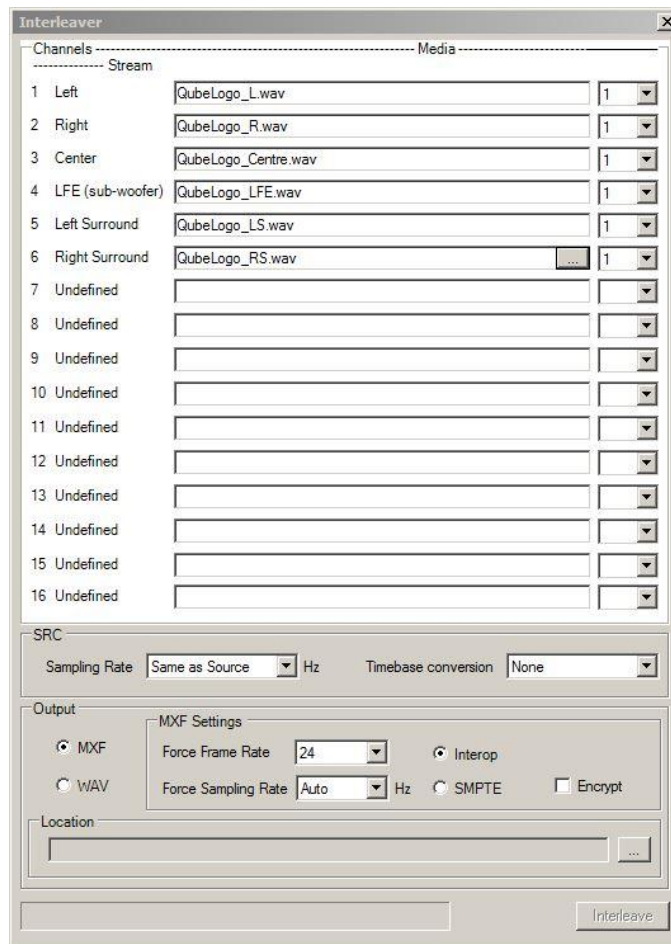 Interleaver
Channels ---------------------------------------------------------------- Media -----------------------
-------------- Stream
1 Left QubeLogo_L.wav 1
2 Right QubeLogo_R.wav 1
3 Center QubeLogo_Centre.wav 1
4 LFE (sub-woofer) QubeLogo_LFE.wav 1
5 Left Surround QubeLogo_LS.wav 1
6 Right Surround QubeLogo_RS.wav ... 1
7 Undefined
8 Undefined
9 Undefined
10 Undefined
11 Undefined
12 Undefined
13 Undefined
14 Undefined
15 Undefined
16 Undefined
SRC
Sampling Rate Same as Source Hz Timebase conversion None
Output
MXF Settings
MXF Force Frame Rate 24 Interop
WAV Force Sampling Rate Auto Hz SMPTE Encrypt
Location
...
Interleave